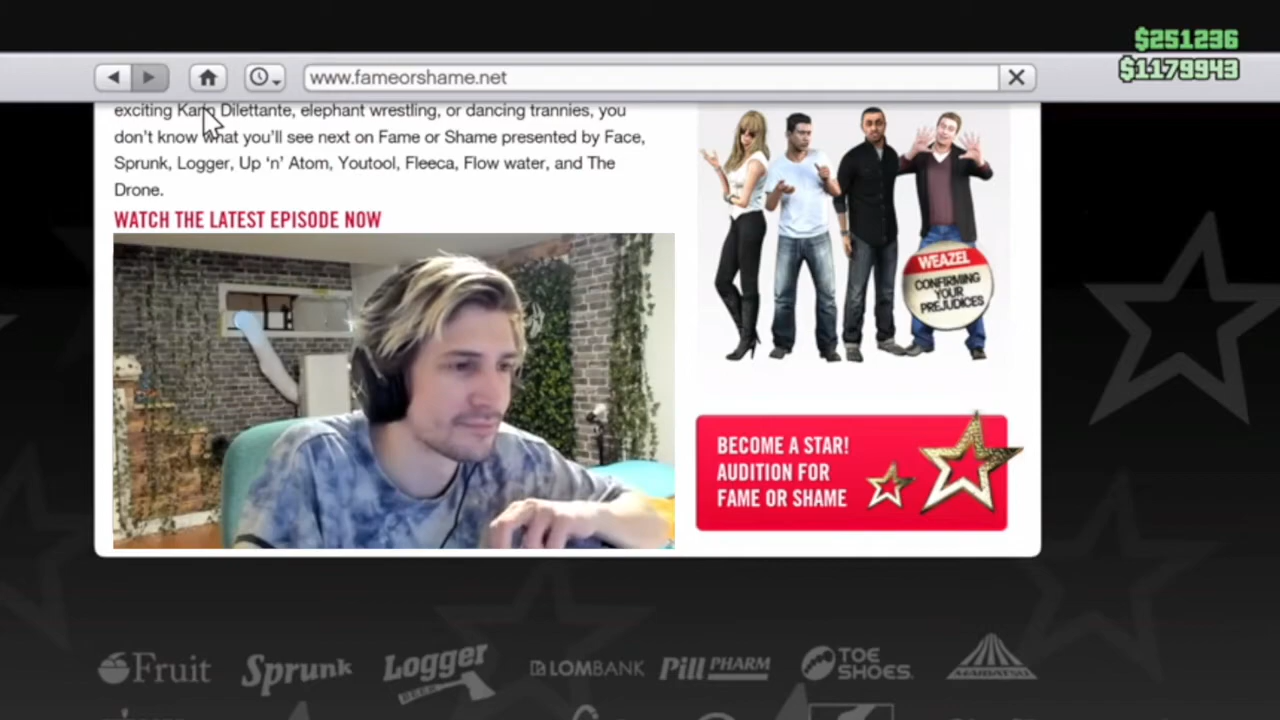 $251236
www.fameorshame.net
$1179943
exciting Karin Dilettante, elephant wrestling, or dancing trannies, you
don't know what you'll see next on Fame or Shame presented by Face,
Sprunk, Logger, Up 'n' Atom, Youtool, Fleeca, Flow water, and The
Drone.
WATCH THE LATEST EPISODE NOW
WEAZEL
CONFIRMING
YOUR
PREJUDICES
BECOME A STAR!
AUDITION FOR
FAME OR SHAME
Fruit
Sprunk
Logger
BEER
LOMBANK
Pill PHARM
TOE
SHOES
MAIBATSU